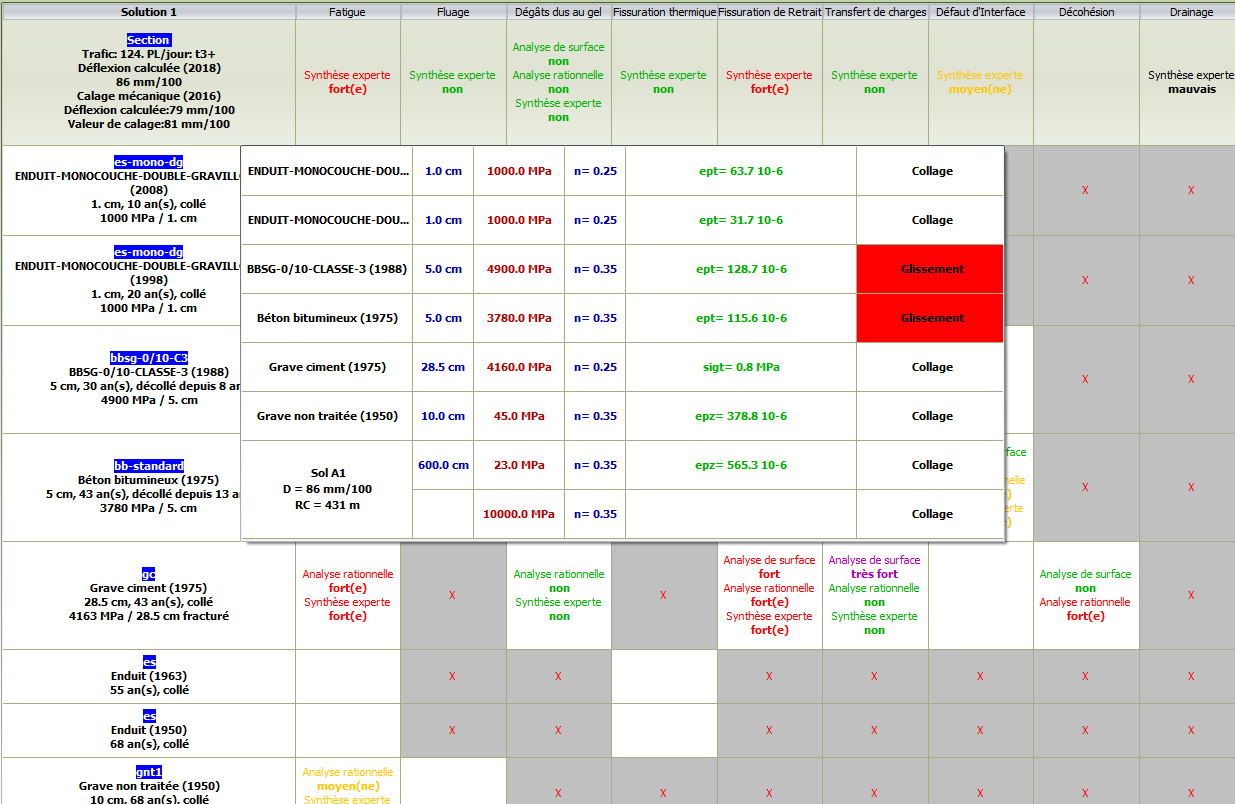 Solution 1 Fatigue Fluage Dégâts dus au gel Fissuration thermique Fissuration de Retrait Transfert de charges Défaut d'Interface Décohésion Drainage
Section
Trafic: 124. PL/jour: t3+
Déflexion calculée (2018)
86 mm/100
Calage mécanique (2016)
Déflexion calculée:79 mm/100
Valeur de calage:81 mm/100
Synthèse experte
fort(e)
Synthèse experte
non
Analyse de surface
non
Analyse rationnelle
non
Synthèse experte
non
Synthèse experte
non
Synthèse experte
fort(e)
Synthèse experte
non
Synthèse experte
moyen(ne)
Synthèse experte
mauvais
es-mono-dg
ENDUIT-MONOCOUCHE-DOUBLE-GRAVILL
(2008)
1. cm, 10 an(s), collé
1000 MPa / 1. cm
X X
es-mono-dg
ENDUIT-MONOCOUCHE-DOUBLE-GRAVILL
(1998)
1. cm, 20 an(s), collé
1000 MPa / 1. cm
X X
bbsg-0/10-C3
BBSG-0/10-CLASSE-3 (1988)
5 cm, 30 an(s), décollé depuis 8 an
4900 MPa / 5. cm
X X
bb-standard
Béton bitumineux (1975)
5 cm, 43 an(s), décollé depuis 13 a
3780 MPa / 5. cm
face
elle
)
erte
)
X X
ENDUIT-MONOCOUCHE-DOU... 1.0 cm 1000.0 MPa n= 0.25 ept= 63.7 10-6 Collage
ENDUIT-MONOCOUCHE-DOU... 1.0 cm 1000.0 MPa n= 0.25 ept= 31.7 10-6 Collage
BBSG-0/10-CLASSE-3 (1988) 5.0 cm 4900.0 MPa n= 0.35 ept= 128.7 10-6 Glissement
Béton bitumineux (1975) 5.0 cm 3780.0 MPa n= 0.35 ept= 115.6 10-6 Glissement
Grave ciment (1975) 28.5 cm 4160.0 MPa n= 0.25 sigt= 0.8 MPa Collage
Grave non traitée (1950) 10.0 cm 45.0 MPa n= 0.35 epz= 378.8 10-6 Collage
Sol A1
D = 86 mm/100
RC = 431 m
600.0 cm 23.0 MPa n= 0.35 epz= 565.3 10-6 Collage
10000.0 MPa n= 0.35 Collage
gc
Grave ciment (1975)
28.5 cm, 43 an(s), collé
4163 MPa / 28.5 cm fracturé
Analyse rationnelle
fort(e)
Synthèse experte
fort(e)
X
Analyse rationnelle
non
Synthèse experte
non
X
Analyse de surface
fort
Analyse rationnelle
fort(e)
Synthèse experte
fort(e)
Analyse de surface
très fort
Analyse rationnelle
non
Synthèse experte
non
Analyse de surface
non
Analyse rationnelle
fort(e)
X
es
Enduit (1963)
55 an(s), collé
X X X X X X X
es
Enduit (1950)
68 an(s), collé
X X X X X X X
gnt1
Grave non traitée (1950)
10 cm, 68 an(s), collé
Analyse rationnelle
moyen(ne)
Synthèse experte
X X X X X X X